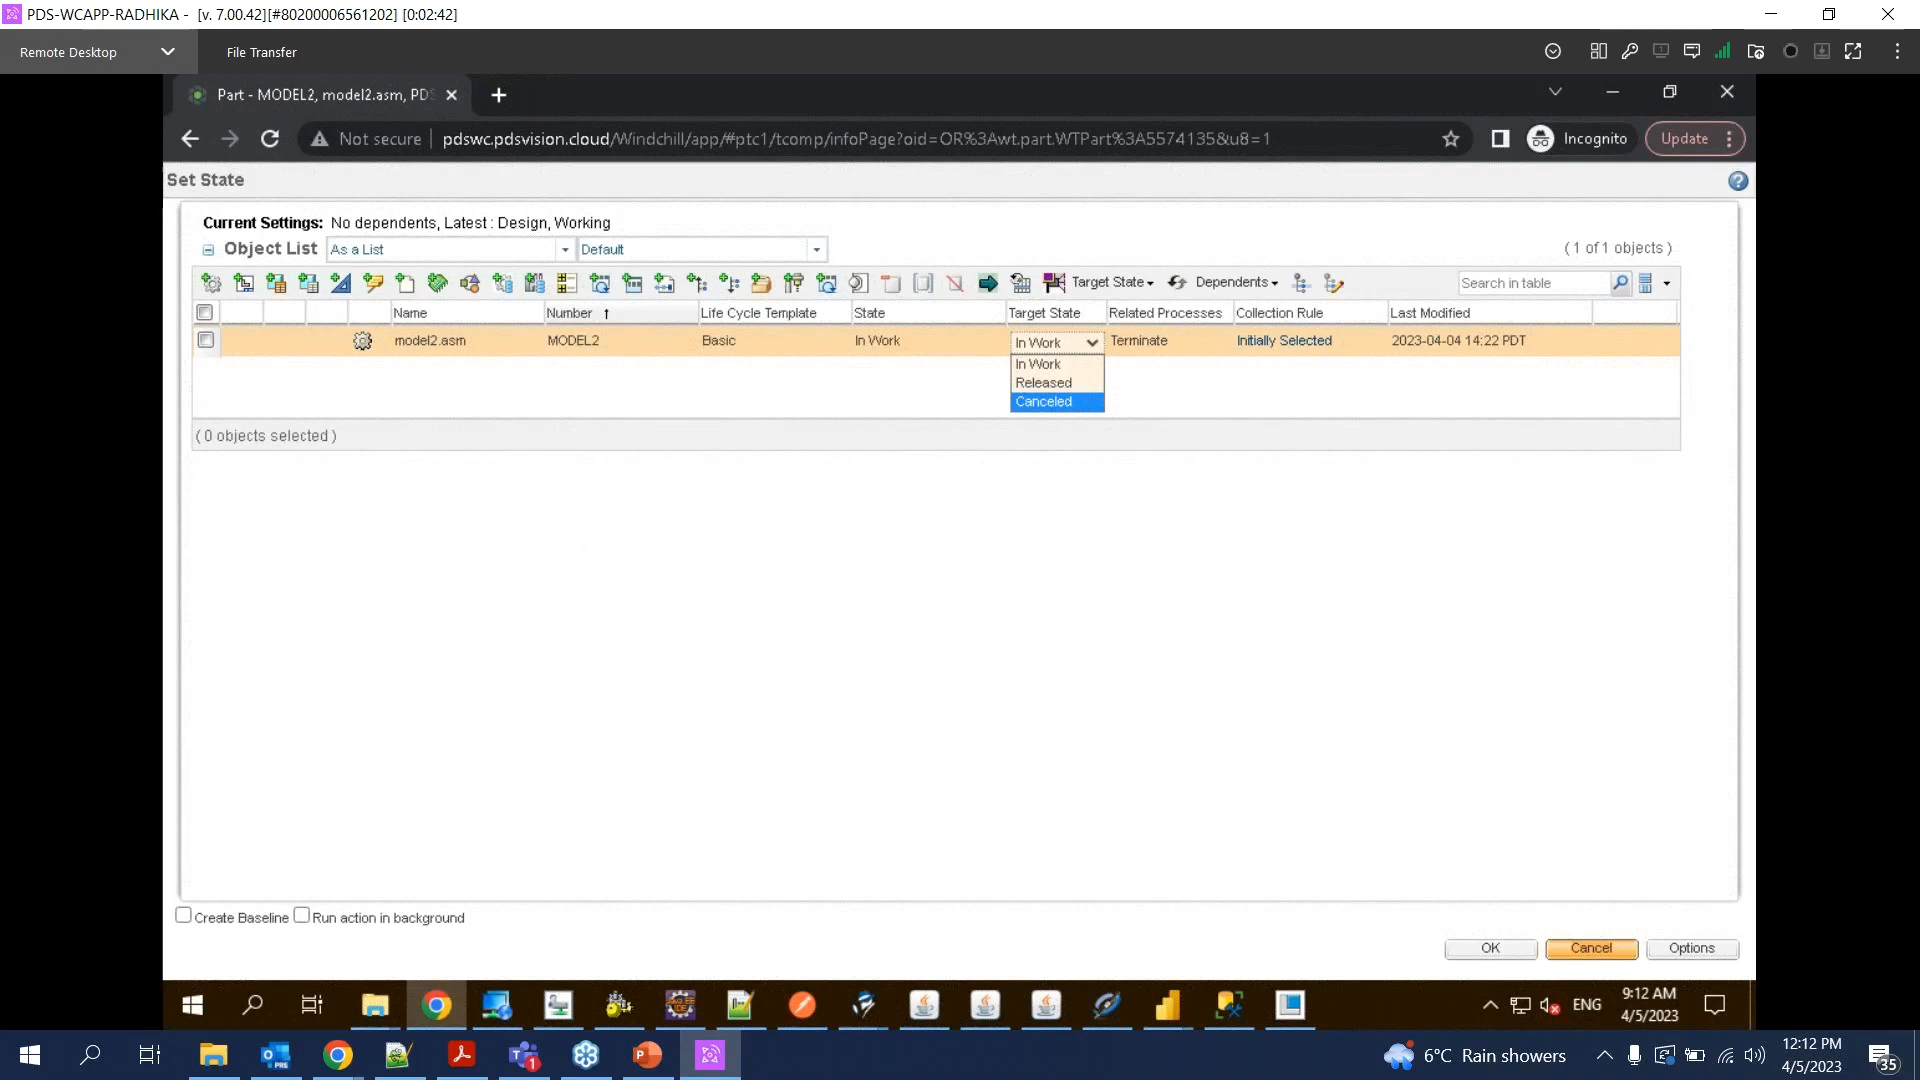 PDS-WCAPP-RADHIKA - [v. 7.00.42][#80200006561202] [0:02:42]
Remote Desktop File Transfer
Part - MODEL2, model2.asm, PDS
Not secure pdswc.pdsvision.cloud/Windchill/app/#ptc1/tcomp/infoPage?oid=OR%3Awt.part.WTPart%3A5574135&u8=1 Incognito Update
Set State
Current Settings: No dependents, Latest : Design, Working
Object List As a List Default ( 1 of 1 objects )
Target State Dependents Search in table
Name Number Life Cycle Template State Target State Related Processes Collection Rule Last Modified
model2.asm MODEL2 Basic In Work In Work Terminate Initially Selected 2023-04-04 14:22 PDT
In Work
Released
Canceled
( 0 objects selected )
Create Baseline Run action in background
OK Cancel Options
ENG 9:12 AM
4/5/2023
6°C Rain showers 12:12 PM
4/5/2023 35
PRE 1